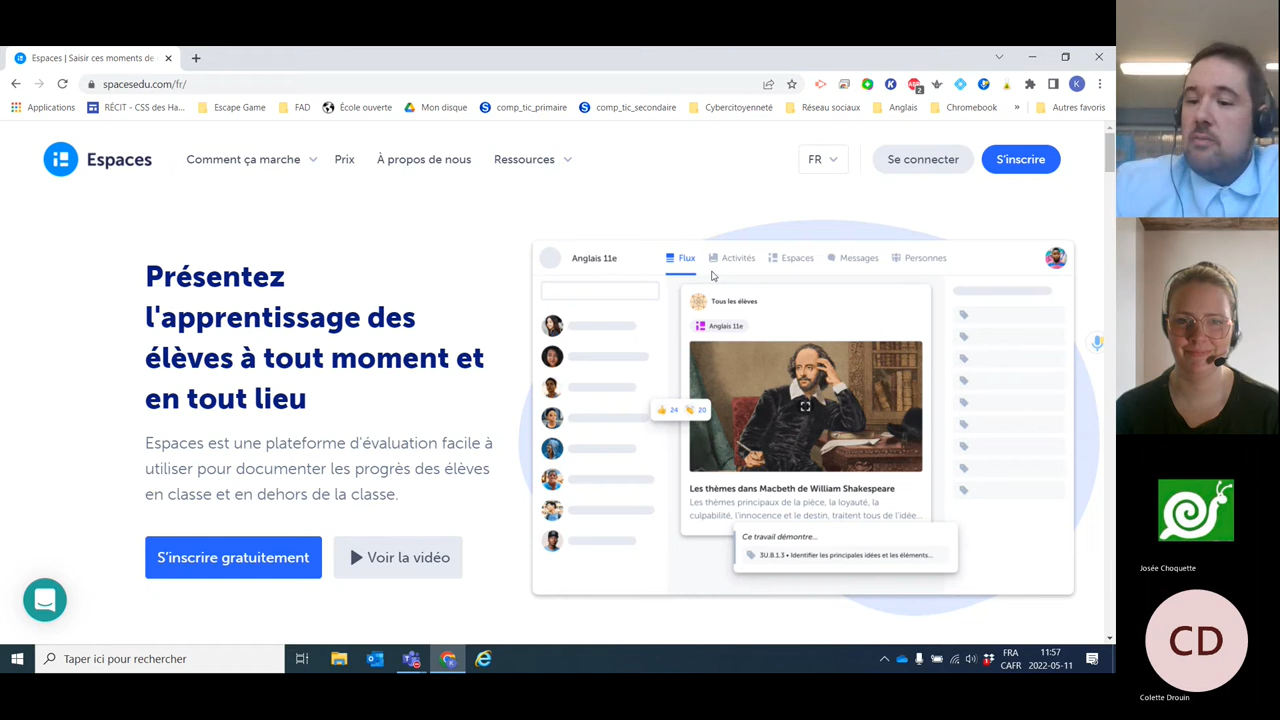 Espaces | Saisir ces moments de
spacesedu.com/fr/
Applications
RÉCIT - CSS des Ha...
Escape Game
FAD
École ouverte
Mon disque
comp_tic_primaire
comp_tic_secondaire
Cybercitoyenneté
Réseau sociaux
Anglais
Chromebook
»
Autres favoris
Espaces
Comment ça marche
Prix
À propos de nous
Ressources
FR
Se connecter
S'inscrire
Présentez
l'apprentissage des
élèves à tout moment et
en tout lieu
Espaces est une plateforme d'évaluation facile à
utiliser pour documenter les progrès des élèves
en classe et en dehors de la classe.
S'inscrire gratuitement
Voir la vidéo
Anglais 11e
Flux
Activités
Espaces
Messages
Personnes
Tous les élèves
Anglais 11e
24
20
Les thèmes dans Macbeth de William Shakespeare
Les thèmes principaux de la pièce, la loyauté, la
culpabilité, l'innocence et le destin, traitent tous de l'idée...
Ce travail démontre...
3U.B.1.3 • Identifier les principales idées et les éléments...
Taper ici pour rechercher
FRA
CAFR
11:57
2022-05-11
Josée Choquette
CD
Colette Drouin